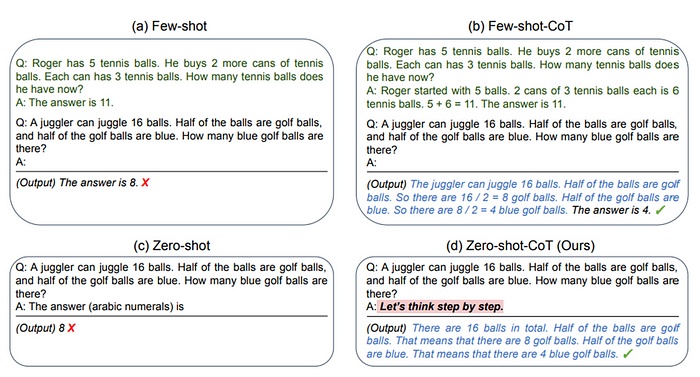 (a) Few-shot
Q: Roger has 5 tennis balls. He buys 2 more cans of tennis
balls. Each can has 3 tennis balls. How many tennis balls does
he have now?
A: The answer is 11.
Q: A juggler can juggle 16 balls. Half of the balls are golf balls,
and half of the golf balls are blue. How many blue golf balls are
there?
A:
(Output) The answer is 8. ✗
(b) Few-shot-CoT
Q: Roger has 5 tennis balls. He buys 2 more cans of tennis
balls. Each can has 3 tennis balls. How many tennis balls does
he have now?
A: Roger started with 5 balls. 2 cans of 3 tennis balls each is 6
tennis balls. 5 + 6 = 11. The answer is 11.
Q: A juggler can juggle 16 balls. Half of the balls are golf balls,
and half of the golf balls are blue. How many blue golf balls are
there?
A:
(Output) The juggler can juggle 16 balls. Half of the balls are golf
balls. So there are 16 / 2 = 8 golf balls. Half of the golf balls are
blue. So there are 8 / 2 = 4 blue golf balls. The answer is 4. ✓
(c) Zero-shot
Q: A juggler can juggle 16 balls. Half of the balls are golf balls,
and half of the golf balls are blue. How many blue golf balls are
there?
A: The answer (arabic numerals) is
(Output) 8 ✗
(d) Zero-shot-CoT (Ours)
Q: A juggler can juggle 16 balls. Half of the balls are golf balls,
and half of the golf balls are blue. How many blue golf balls are
there?
A: Let's think step by step.
(Output) There are 16 balls in total. Half of the balls are golf
balls. That means that there are 8 golf balls. Half of the golf balls
are blue. That means that there are 4 blue golf balls. ✓